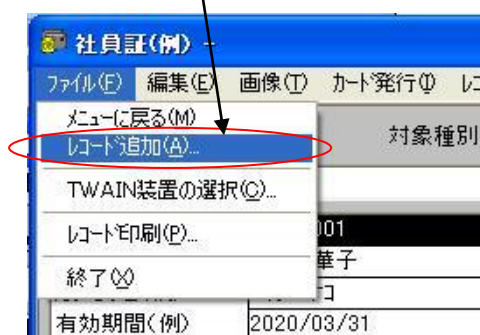 社員証(例) -
ファイル(F) 編集(E) 画像(T) カード発行(I) レコ
メニューに戻る(M)
レコード追加(A)...
対象種別
TWAIN装置の選択(C)...
レコード印刷(P)...
001
華子
終了(X)
コ
有効期間(例) 2020/03/31